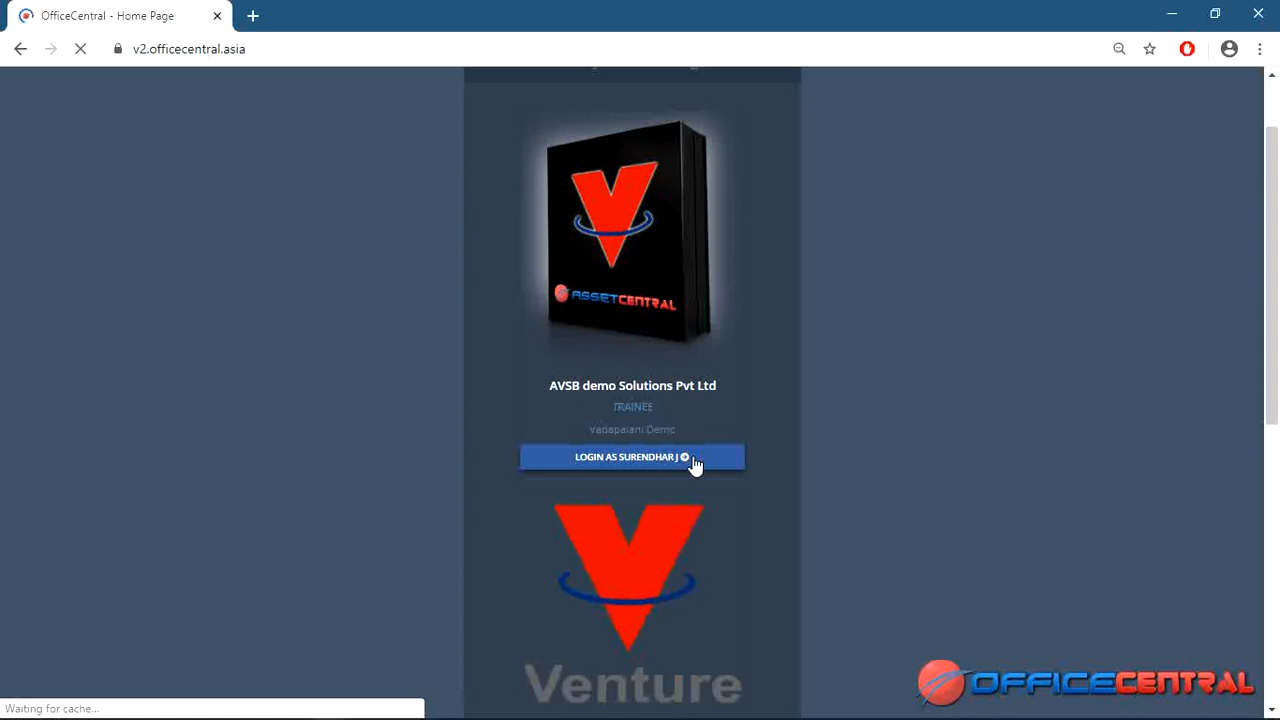 OfficeCentral - Home Page
v2.officecentral.asia
ASSETCENTRAL
AVSB demo Solutions Pvt Ltd
TRAINEE
Vadapalani Demo
LOGIN AS SURENDHAR J
Venture
Waiting for cache...
OFFICECENTRAL